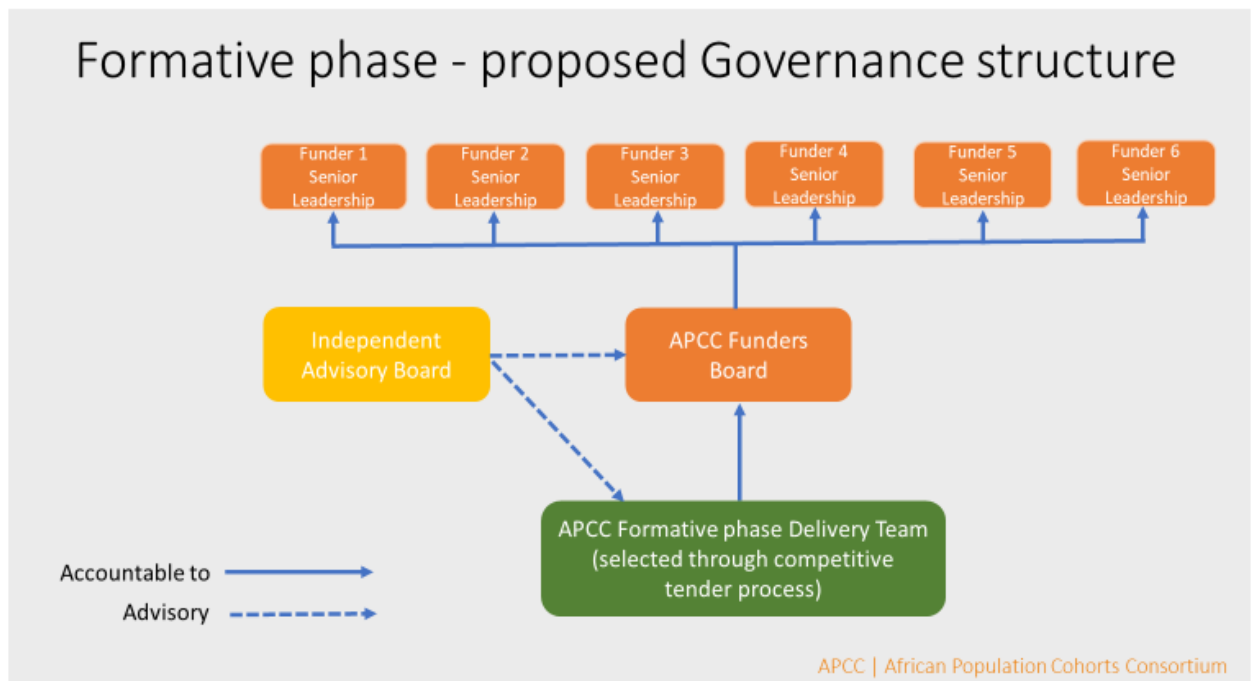 Formative phase - proposed Governance structure
Funder 1
Senior
Leadership
Funder 2
Senior
Leadership
Funder 3
Senior
Leadership
Funder 4
Senior
Leadership
Funder 5
Senior
Leadership
Funder 6
Senior
Leadership
Independent
Advisory Board
APCC Funders
Board
APCC Formative phase Delivery Team
(selected through competitive
tender process)
Accountable to
Advisory
APCC | African Population Cohorts Consortium